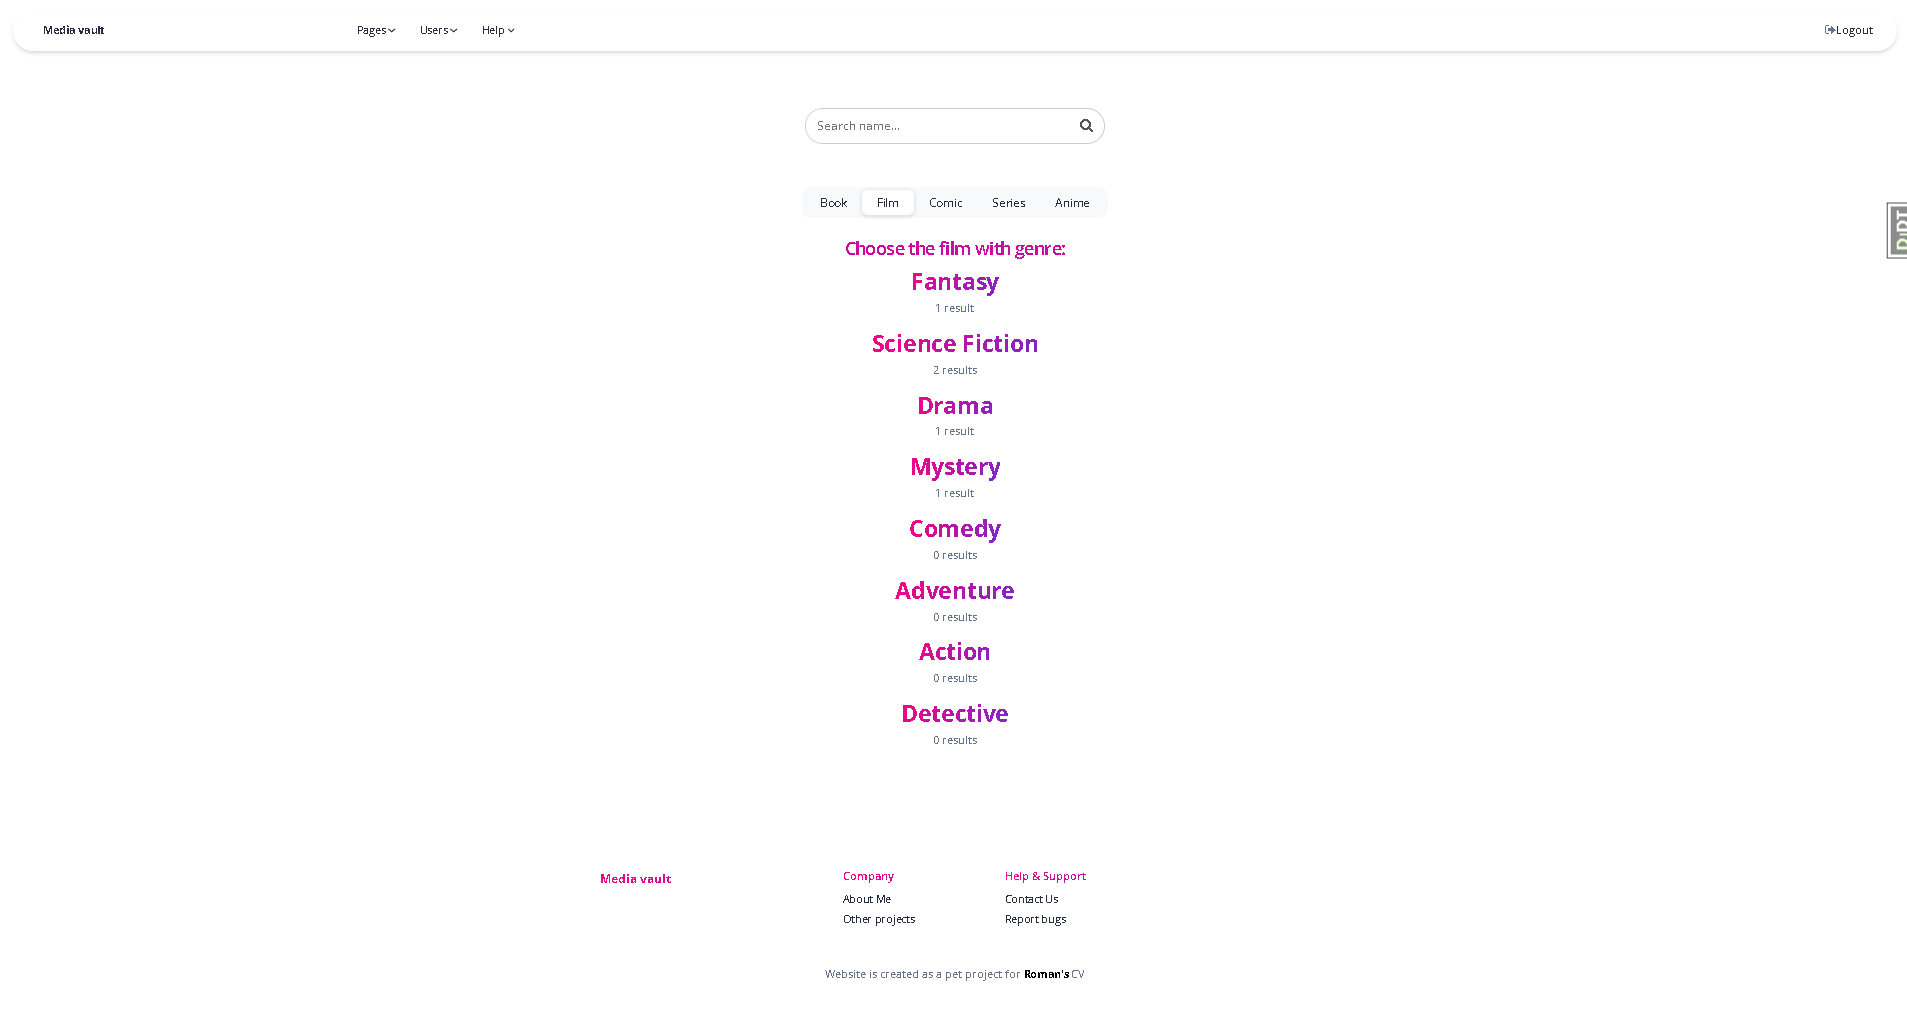 Media vault
Pages Users Help
Logout
Search name...
Book Film Comic Series Anime
Choose the film with genre:
Fantasy
1 result
Science Fiction
2 results
Drama
1 result
Mystery
1 result
Comedy
0 results
Adventure
0 results
Action
0 results
Detective
0 results
DJDT
Media vault
Company
About Me
Other projects
Help & Support
Contact Us
Report bugs
Website is created as a pet project for Roman's CV